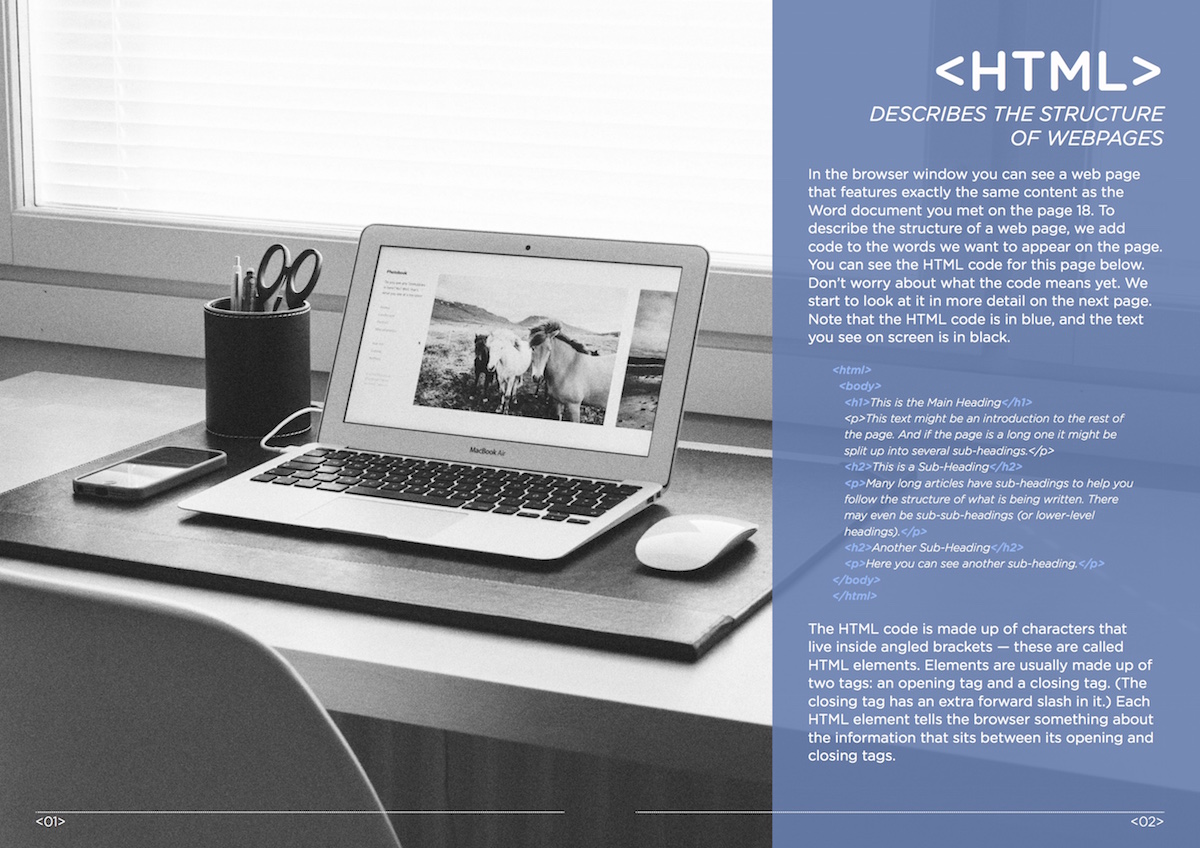 Photobook
MacBook Air
<HTML>
DESCRIBES THE STRUCTURE
OF WEBPAGES
In the browser window you can see a web page
that features exactly the same content as the
Word document you met on the page 18. To
describe the structure of a web page, we add
code to the words we want to appear on the page.
You can see the HTML code for this page below.
Don't worry about what the code means yet. We
start to look at it in more detail on the next page.
Note that the HTML code is in blue, and the text
you see on screen is in black.
<html>
<body>
<h1>This is the Main Heading</h1>
<p>This text might be an introduction to the rest of
the page. And if the page is a long one it might be
split up into several sub-headings.</p>
<h2>This is a Sub-Heading</h2>
<p>Many long articles have sub-headings to help you
follow the structure of what is being written. There
may even be sub-sub-headings (or lower-level
headings).</p>
<h2>Another Sub-Heading</h2>
<p>Here you can see another sub-heading.</p>
</body>
</html>
The HTML code is made up of characters that
live inside angled brackets — these are called
HTML elements. Elements are usually made up of
two tags: an opening tag and a closing tag. (The
closing tag has an extra forward slash in it.) Each
HTML element tells the browser something about
the information that sits between its opening and
closing tags.
<01>
<02>